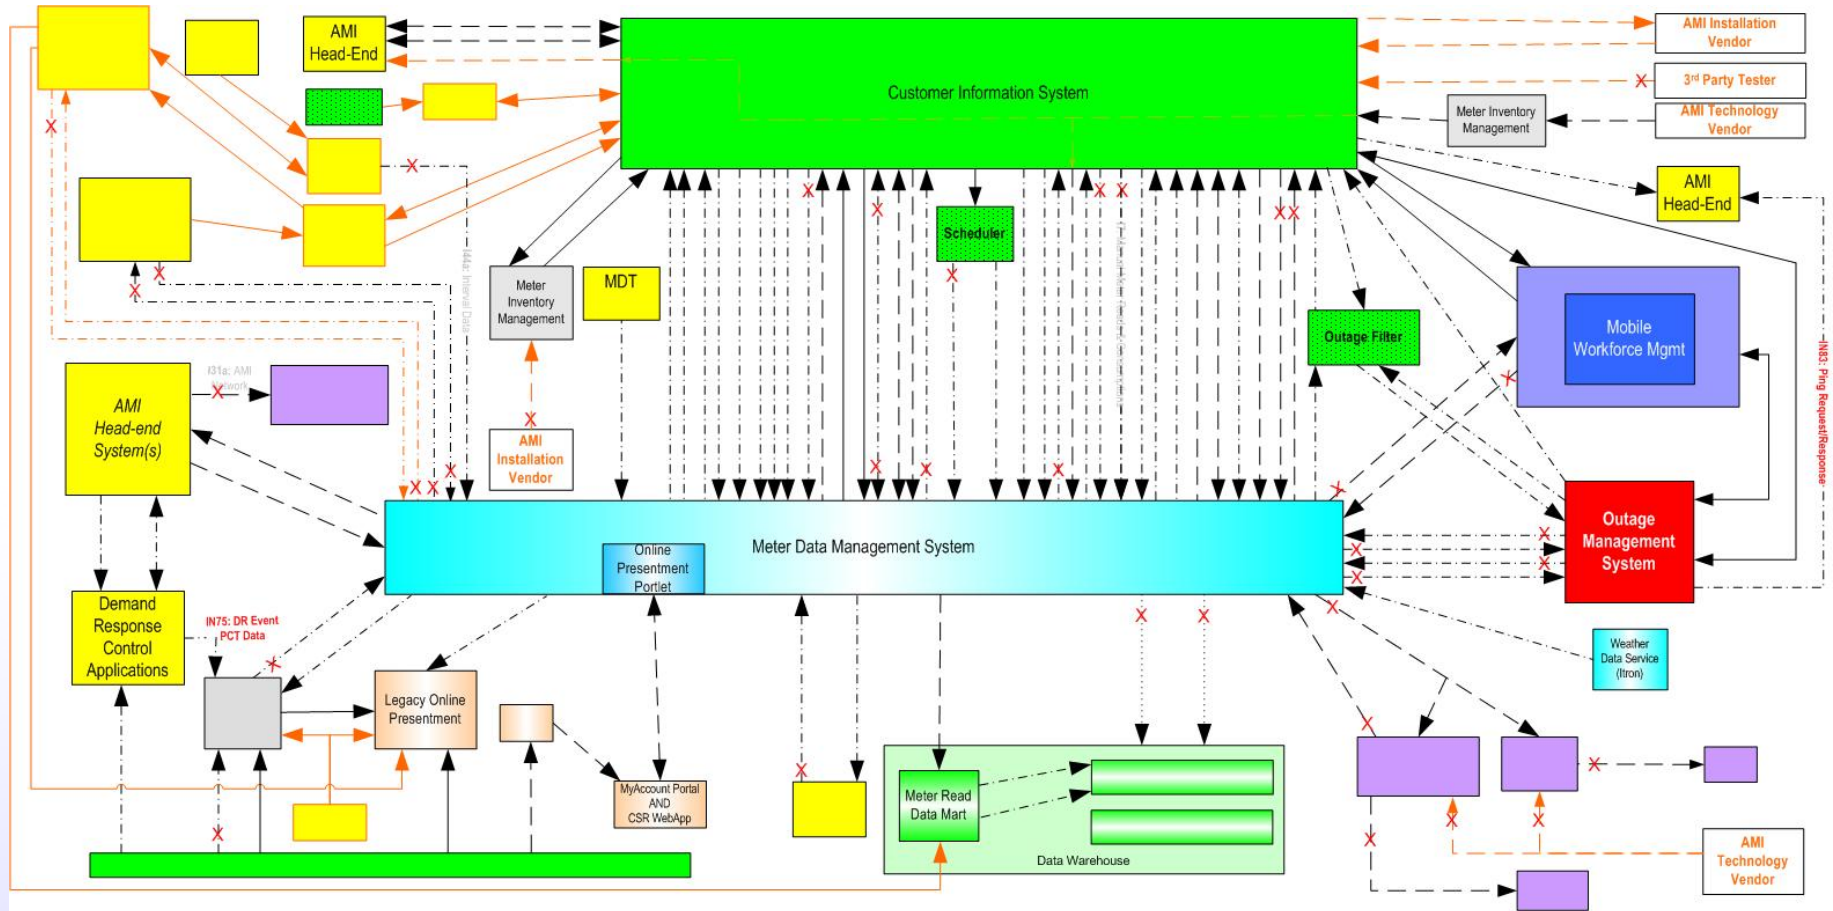 AMI
Head-End
Customer Information System
AMI Installation
Vendor
3rd Party Tester
AMI Technology
Vendor
Meter Inventory
Management
AMI
Head-End
Scheduler
Meter
Inventory
Management
MDT
I44a: Interval Data
Outage Filter
Mobile
Workforce Mgmt
IN83: Ping Request/Response
I31a: AMI
Network
AMI
Head-end
System(s)
AMI
Installation
Vendor
Outage
Management
System
Meter Data Management System
Online
Presentment
Portlet
Demand
Response
Control
Applications
IN75: DR Event
PCT Data
Weather
Data Service
(Itron)
Legacy Online
Presentment
MyAccount Portal
AND
CSR WebApp
Meter Read
Data Mart
Data Warehouse
AMI
Technology
Vendor